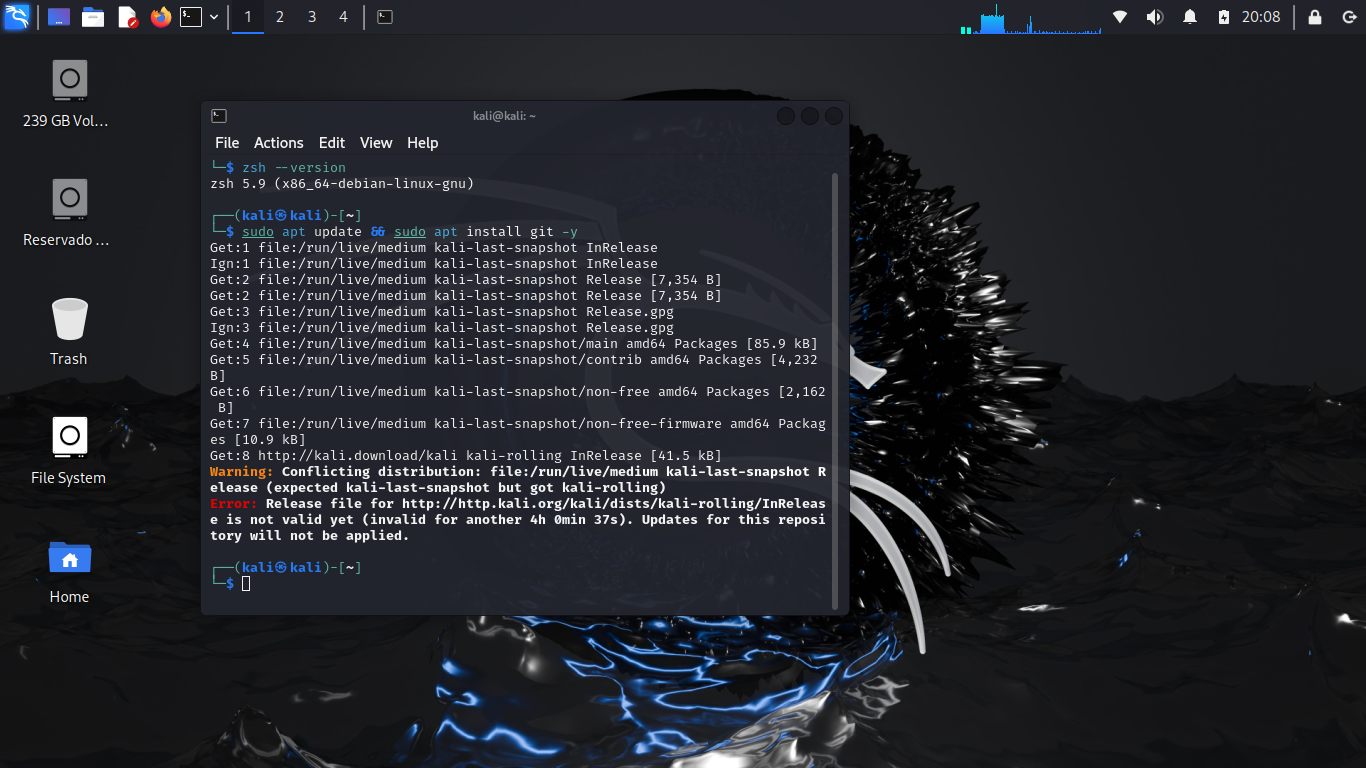 1 2 3 4 20:08
239 GB Vol...
Reservado ...
Trash
File System
Home
kali@kali: ~
File Actions Edit View Help
└─$ zsh --version
zsh 5.9 (x86_64-debian-linux-gnu)
┌──(kali㉿kali)-[~]
└─$ sudo apt update && sudo apt install git -y
Get:1 file:/run/live/medium kali-last-snapshot InRelease
Ign:1 file:/run/live/medium kali-last-snapshot InRelease
Get:2 file:/run/live/medium kali-last-snapshot Release [7,354 B]
Get:2 file:/run/live/medium kali-last-snapshot Release [7,354 B]
Get:3 file:/run/live/medium kali-last-snapshot Release.gpg
Ign:3 file:/run/live/medium kali-last-snapshot Release.gpg
Get:4 file:/run/live/medium kali-last-snapshot/main amd64 Packages [85.9 kB]
Get:5 file:/run/live/medium kali-last-snapshot/contrib amd64 Packages [4,232
B]
Get:6 file:/run/live/medium kali-last-snapshot/non-free amd64 Packages [2,162
B]
Get:7 file:/run/live/medium kali-last-snapshot/non-free-firmware amd64 Packag
es [10.9 kB]
Get:8 http://kali.download/kali kali-rolling InRelease [41.5 kB]
Warning: Conflicting distribution: file:/run/live/medium kali-last-snapshot R
elease (expected kali-last-snapshot but got kali-rolling)
Error: Release file for http://http.kali.org/kali/dists/kali-rolling/InReleas
e is not valid yet (invalid for another 4h 0min 37s). Updates for this reposi
tory will not be applied.
┌──(kali㉿kali)-[~]
└─$